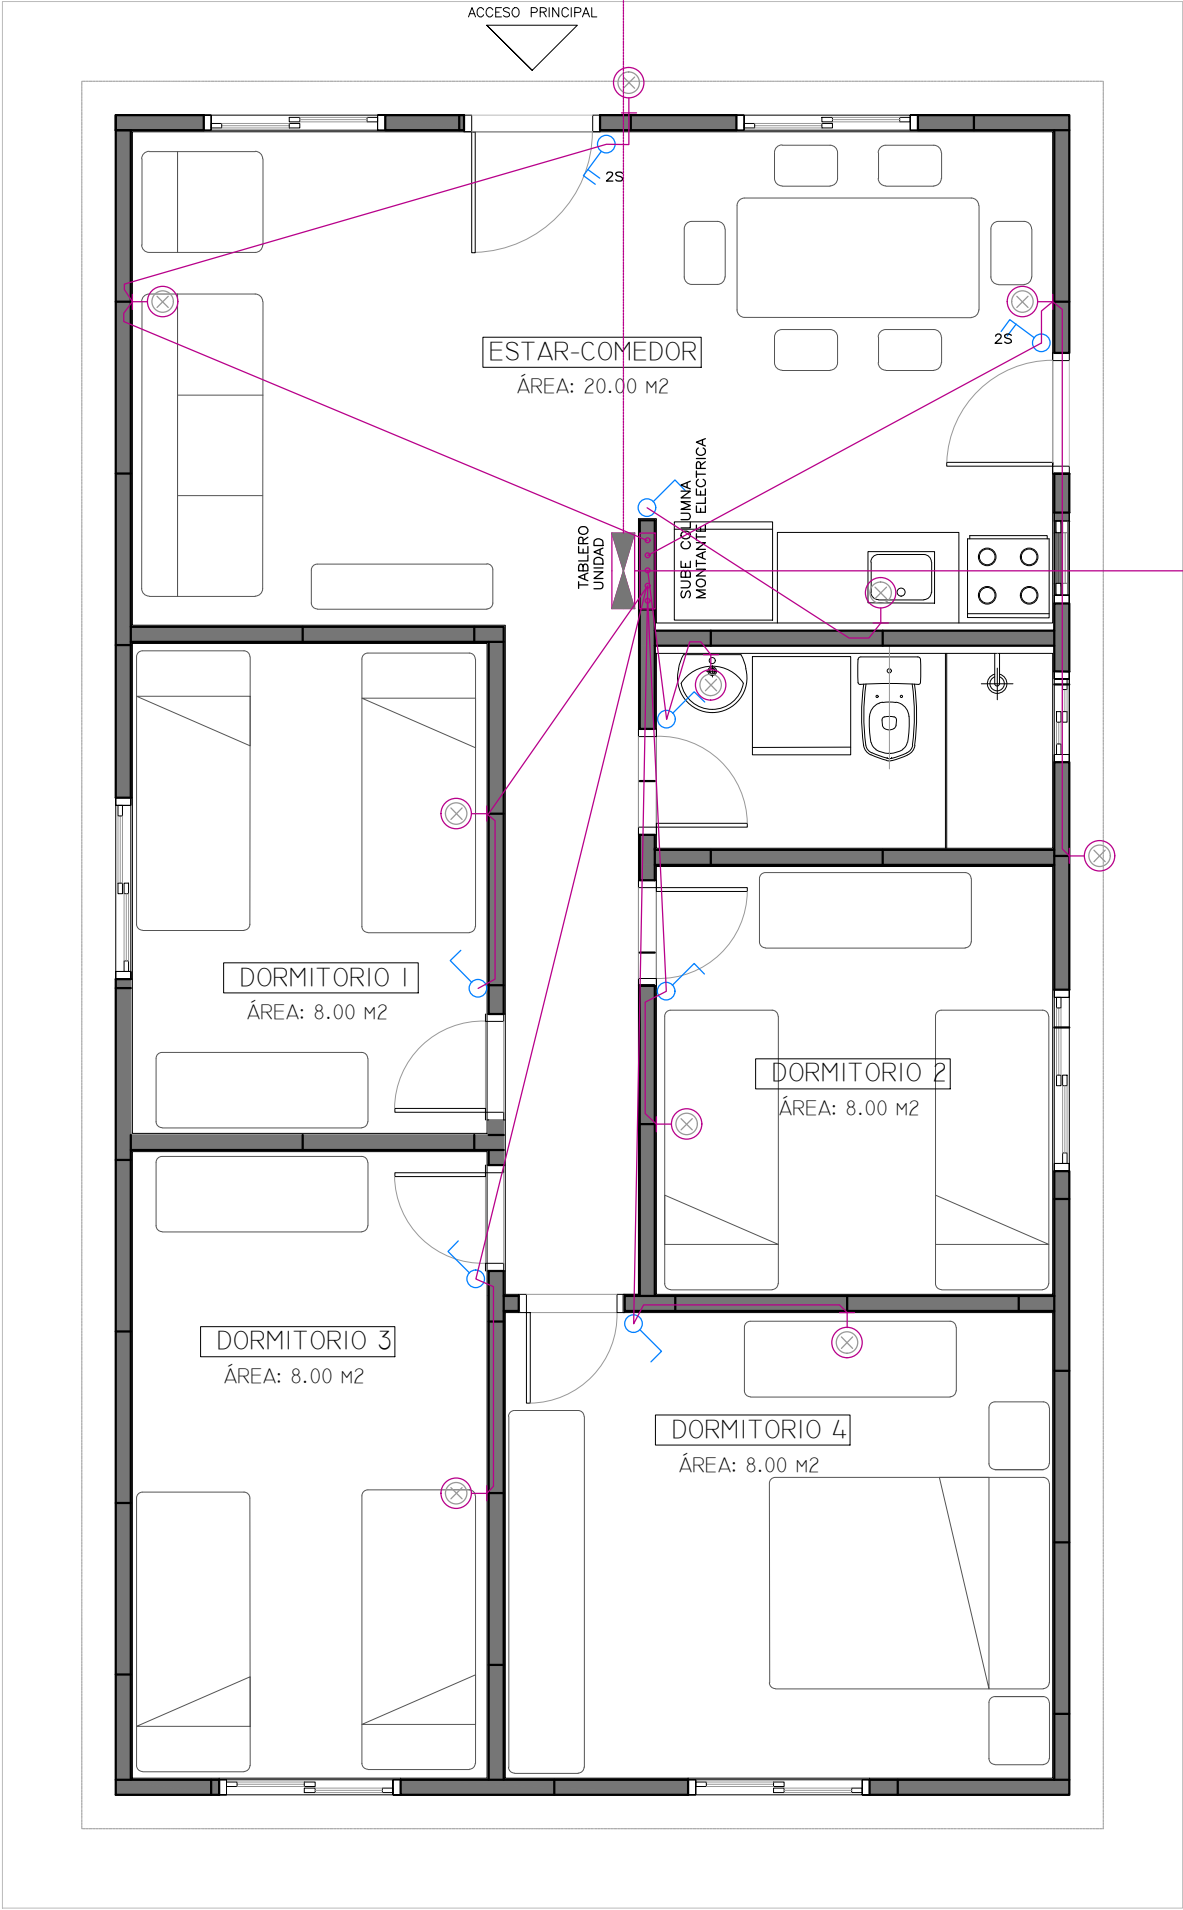 ACCESO PRINCIPAL
2S
2S
ESTAR-COMEDOR
ÁREA: 20.00 M2
TABLERO
UNIDAD
SUBE COLUMNA
MONTANTE ELECTRICA
DORMITORIO 1
ÁREA: 8.00 M2
DORMITORIO 2
ÁREA: 8.00 M2
DORMITORIO 3
ÁREA: 8.00 M2
DORMITORIO 4
ÁREA: 8.00 M2